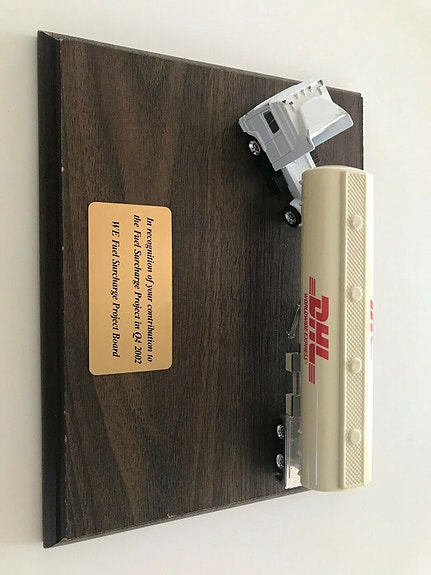 DHL
WORLDWIDE EXPRESS
In recognition of your contribution to
the Fuel Surcharge Project in Q4 2002
WE Fuel Surcharge Project Board